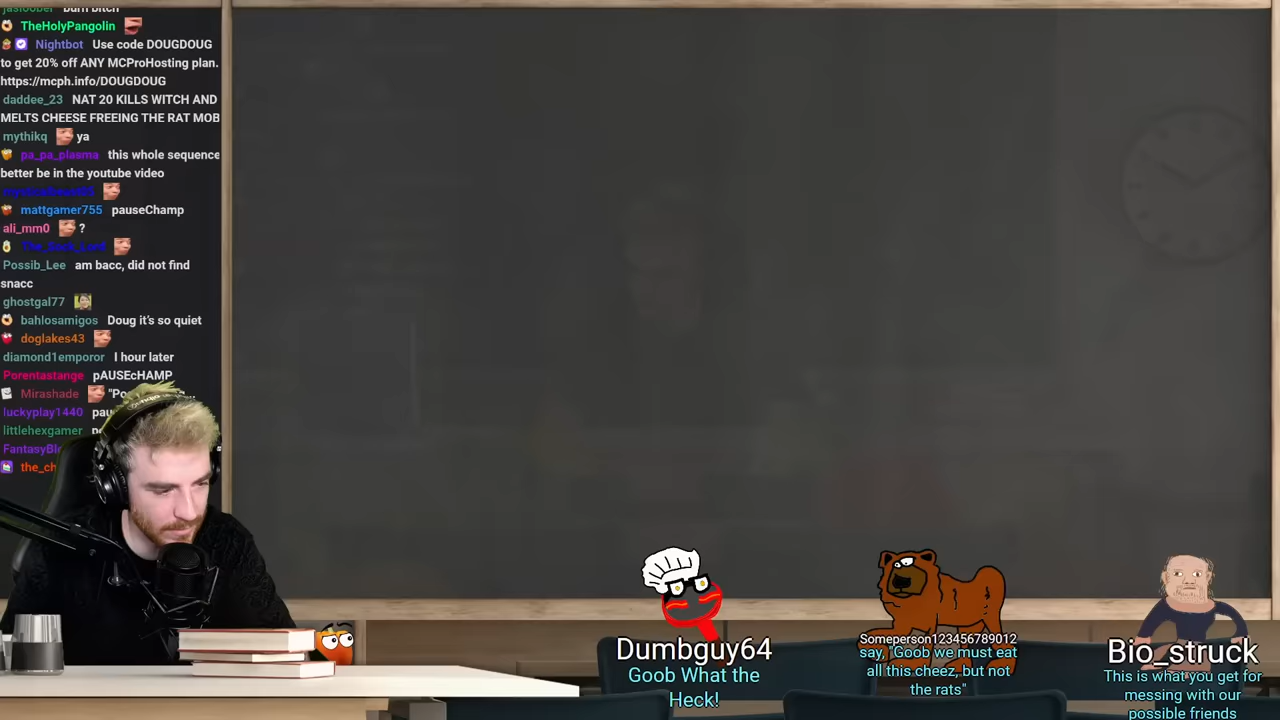 jasloober burn bitch
TheHolyPangolin
Nightbot Use code DOUGDOUG
to get 20% off ANY MCProHosting plan.
https://mcph.info/DOUGDOUG
daddee_23 NAT 20 KILLS WITCH AND
MELTS CHEESE FREEING THE RAT MOB
mythikq ya
pa_pa_plasma this whole sequence
better be in the youtube video
mattgamer755 pauseChamp
ali_mm0 ?
Possib_Lee am bacc, did not find
snacc
ghostgal77
bahlosamigos Doug it's so quiet
doglakes43
diamond1emporor I hour later
Porentastange pAUSEcHAMP
Mirashade
luckyplay1440
littlehexgamer
Dumbguy64
Goob What the
Heck!
Someperson123456789012
say, "Goob we must eat
all this cheez, but not
the rats"
Bio_struck
This is what you get for
messing with our
possible friends